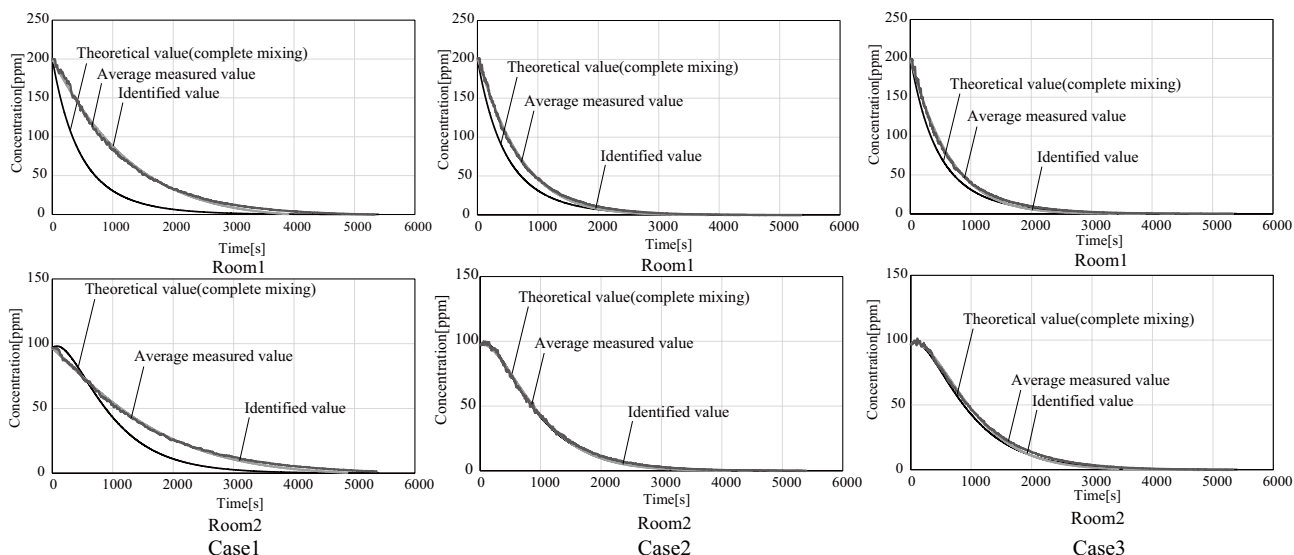 250
200
150
100
50
0
Concentration[ppm]
Theoretical value(complete mixing)
Average measured value
Identified value
0 1000 2000 3000 4000 5000 6000
Time[s]
Room1
250
200
150
100
50
0
Concentration[ppm]
Theoretical value(complete mixing)
Average measured value
Identified value
0 1000 2000 3000 4000 5000 6000
Time[s]
Room1
250
200
150
100
50
0
Concentration[ppm]
Theoretical value(complete mixing)
Average measured value
Identified value
0 1000 2000 3000 4000 5000 6000
Time[s]
Room1
150
100
50
0
Concentration[ppm]
Theoretical value(complete mixing)
Average measured value
Identified value
0 1000 2000 3000 4000 5000 6000
Time[s]
Room2
Case1
150
100
50
0
Concentration[ppm]
Theoretical value(complete mixing)
Average measured value
Identified value
0 1000 2000 3000 4000 5000 6000
Time[s]
Room2
Case2
150
100
50
0
Concentration[ppm]
Theoretical value(complete mixing)
Average measured value
Identified value
0 1000 2000 3000 4000 5000 6000
Time[s]
Room2
Case3